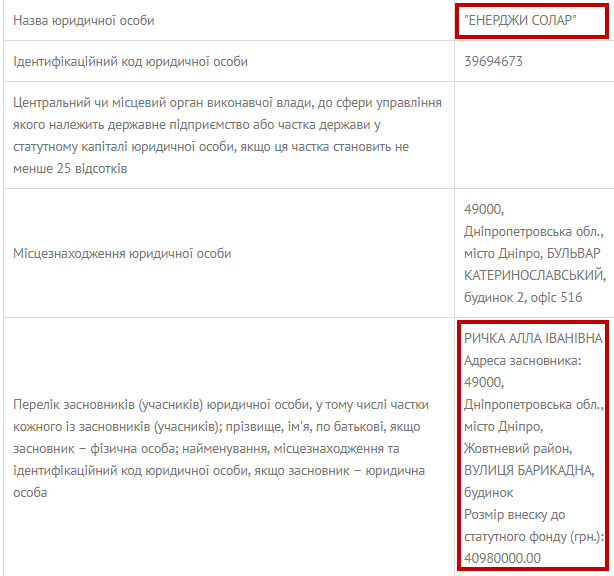 Назва юридичної особи
"ЕНЕРДЖИ СОЛАР"
Ідентифікаційний код юридичної особи
39694673
Центральний чи місцевий орган виконавчої влади, до сфери управління
якого належить державне підприємство або частка держави у
статутному капіталі юридичної особи, якщо ця частка становить не
менше 25 відсотків
Місцезнаходження юридичної особи
49000,
Дніпропетровська обл.,
місто Дніпро, БУЛЬВАР
КАТЕРИНОСЛАВСЬКИЙ,
будинок 2, офіс 516
Перелік засновників (учасників) юридичної особи, у тому числі частки
кожного із засновників (учасників); прізвище, ім'я, по батькові, якщо
засновник – фізична особа; найменування, місцезнаходження та
ідентифікаційний код юридичної особи, якщо засновник – юридична
особа
РИЧКА АЛЛА ІВАНІВНА
Адреса засновника:
49000,
Дніпропетровська обл.,
місто Дніпро,
Жовтневий район,
ВУЛИЦЯ БАРИКАДНА,
будинок
Розмір внеску до
статутного фонду (грн.):
40980000.00